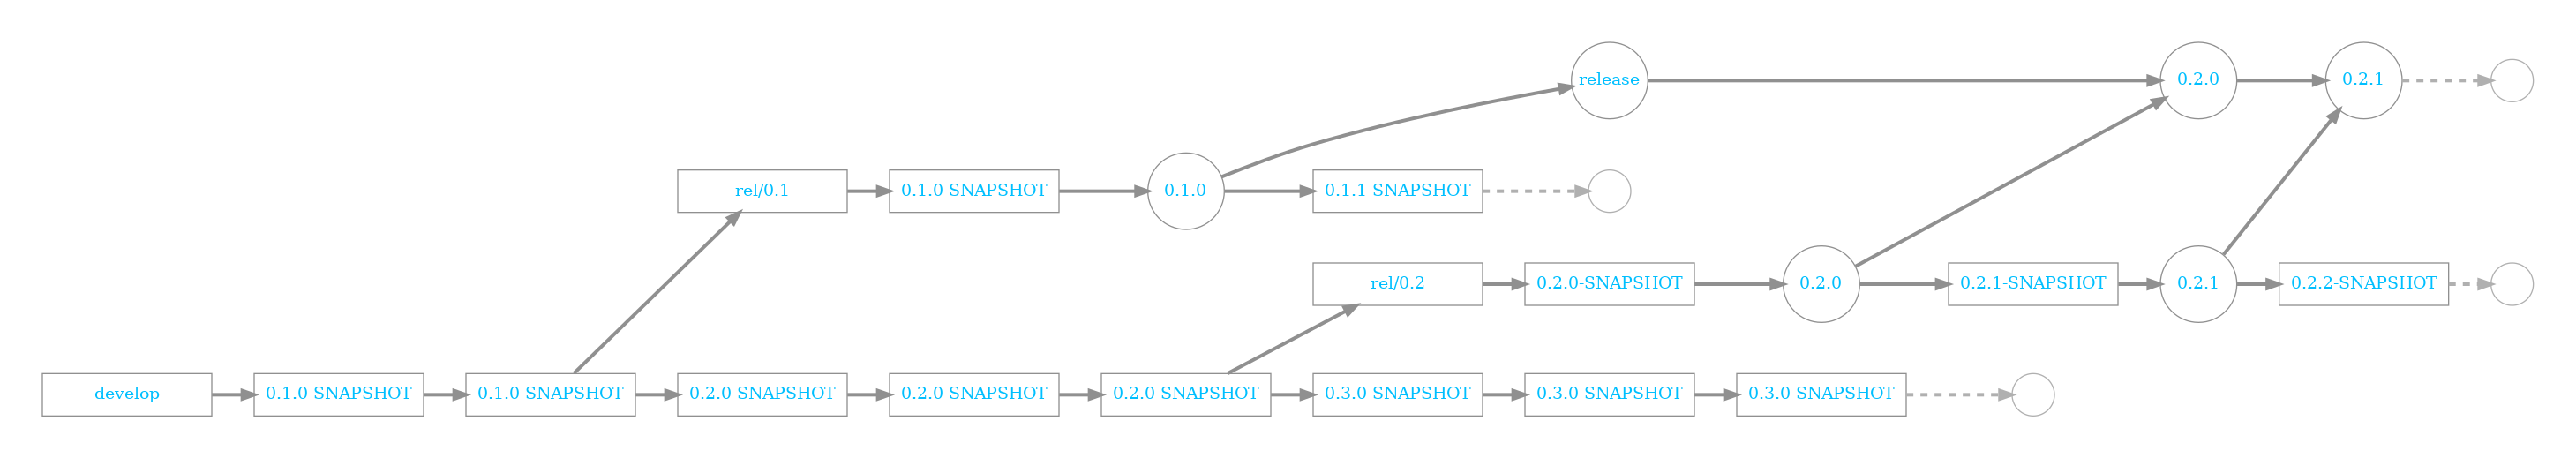 release
0.2.0
0.2.1
rel/0.1
0.1.0-SNAPSHOT
0.1.0
0.1.1-SNAPSHOT
rel/0.2
0.2.0-SNAPSHOT
0.2.0
0.2.1-SNAPSHOT
0.2.1
0.2.2-SNAPSHOT
develop
0.1.0-SNAPSHOT
0.1.0-SNAPSHOT
0.2.0-SNAPSHOT
0.2.0-SNAPSHOT
0.2.0-SNAPSHOT
0.3.0-SNAPSHOT
0.3.0-SNAPSHOT
0.3.0-SNAPSHOT